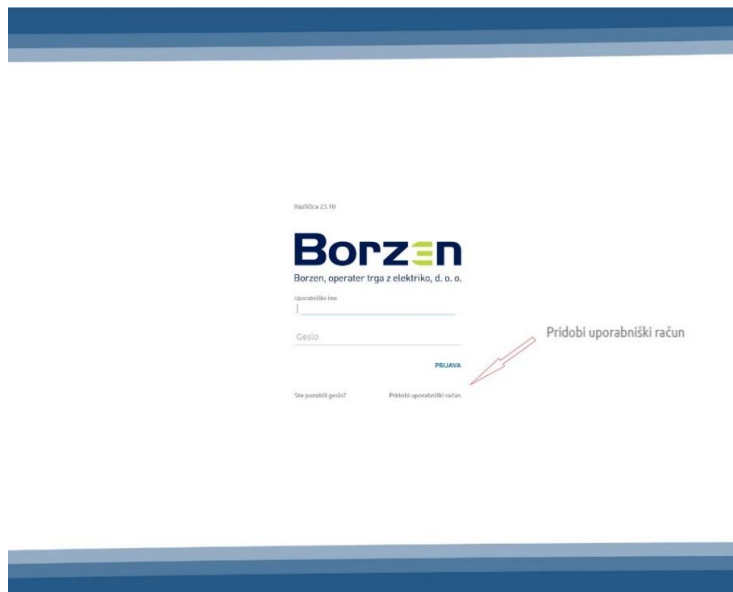 Različica 23.10
Borzen
Borzen, operater trga z elektriko, d. o. o.
Uporabniško ime
Geslo
Pridobi uporabniški račun
PRIJAVA
Ste pozabili geslo?
Pridobi uporabniški račun